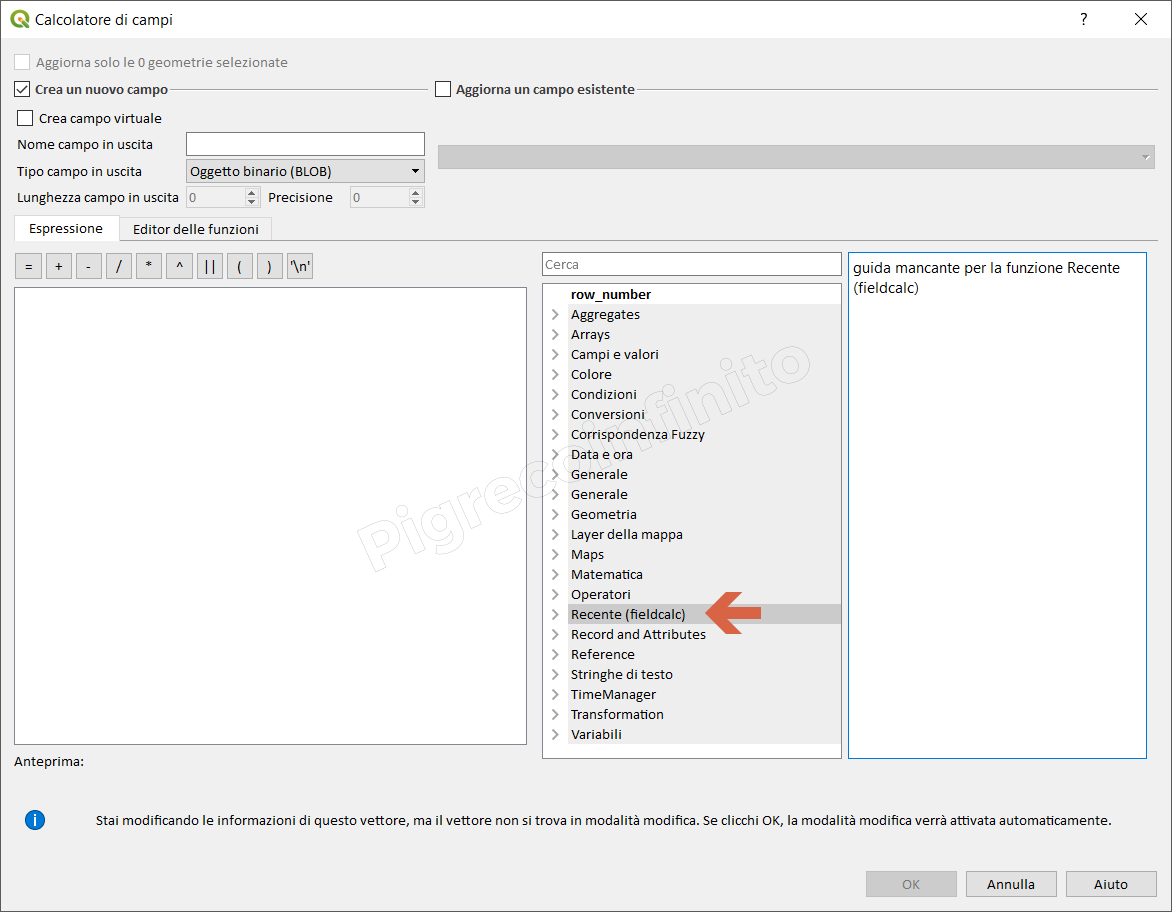 Calcolatore di campi
?
Aggiorna solo le 0 geometrie selezionate
Crea un nuovo campo
Aggiorna un campo esistente
Crea campo virtuale
Nome campo in uscita
Tipo campo in uscita
Oggetto binario (BLOB)
Lunghezza campo in uscita
0
Precisione
0
Espressione
Editor delle funzioni
= + - / * ^ || ( ) '\n'
Cerca
row_number
Aggregates
Arrays
Campi e valori
Colore
Condizioni
Conversioni
Corrispondenza Fuzzy
Data e ora
Generale
Generale
Geometria
Layer della mappa
Maps
Matematica
Operatori
Recente (fieldcalc)
Record and Attributes
Reference
Stringhe di testo
TimeManager
Transformation
Variabili
guida mancante per la funzione Recente
(fieldcalc)
Pigrecoinfinito
Anteprima:
Stai modificando le informazioni di questo vettore, ma il vettore non si trova in modalità modifica. Se clicchi OK, la modalità modifica verrà attivata automaticamente.
OK
Annulla
Aiuto